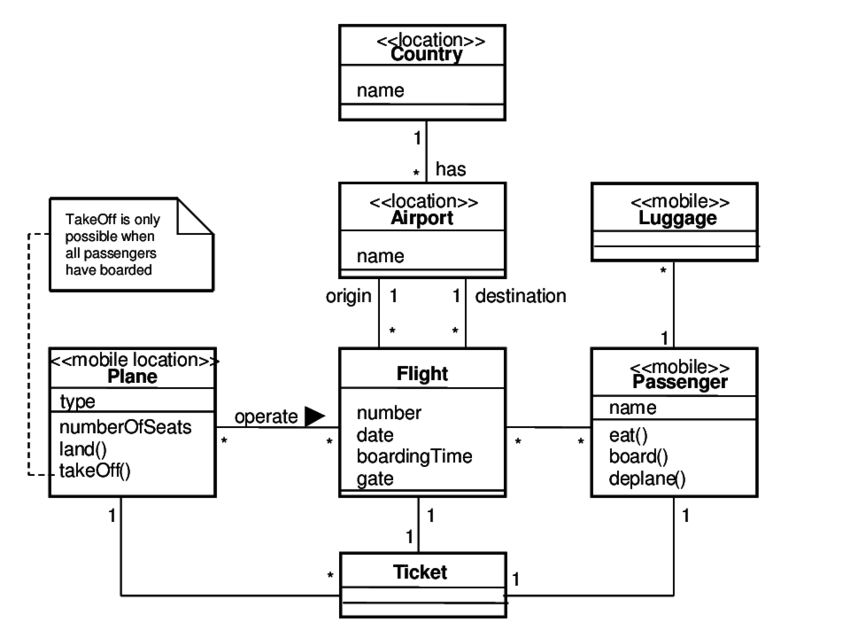 <<location>>
Country
name
1
* has
<<location>>
Airport
name
<<mobile>>
Luggage
TakeOff is only
possible when
all passengers
have boarded
origin 1 1 destination
* *
*
1
<<mobile location>>
Plane
type
numberOfSeats
land()
takeOff()
operate ▶
* *
Flight
number
date
boardingTime
gate
* *
<<mobile>>
Passenger
name
eat()
board()
deplane()
1
1
1
1
*
Ticket
1